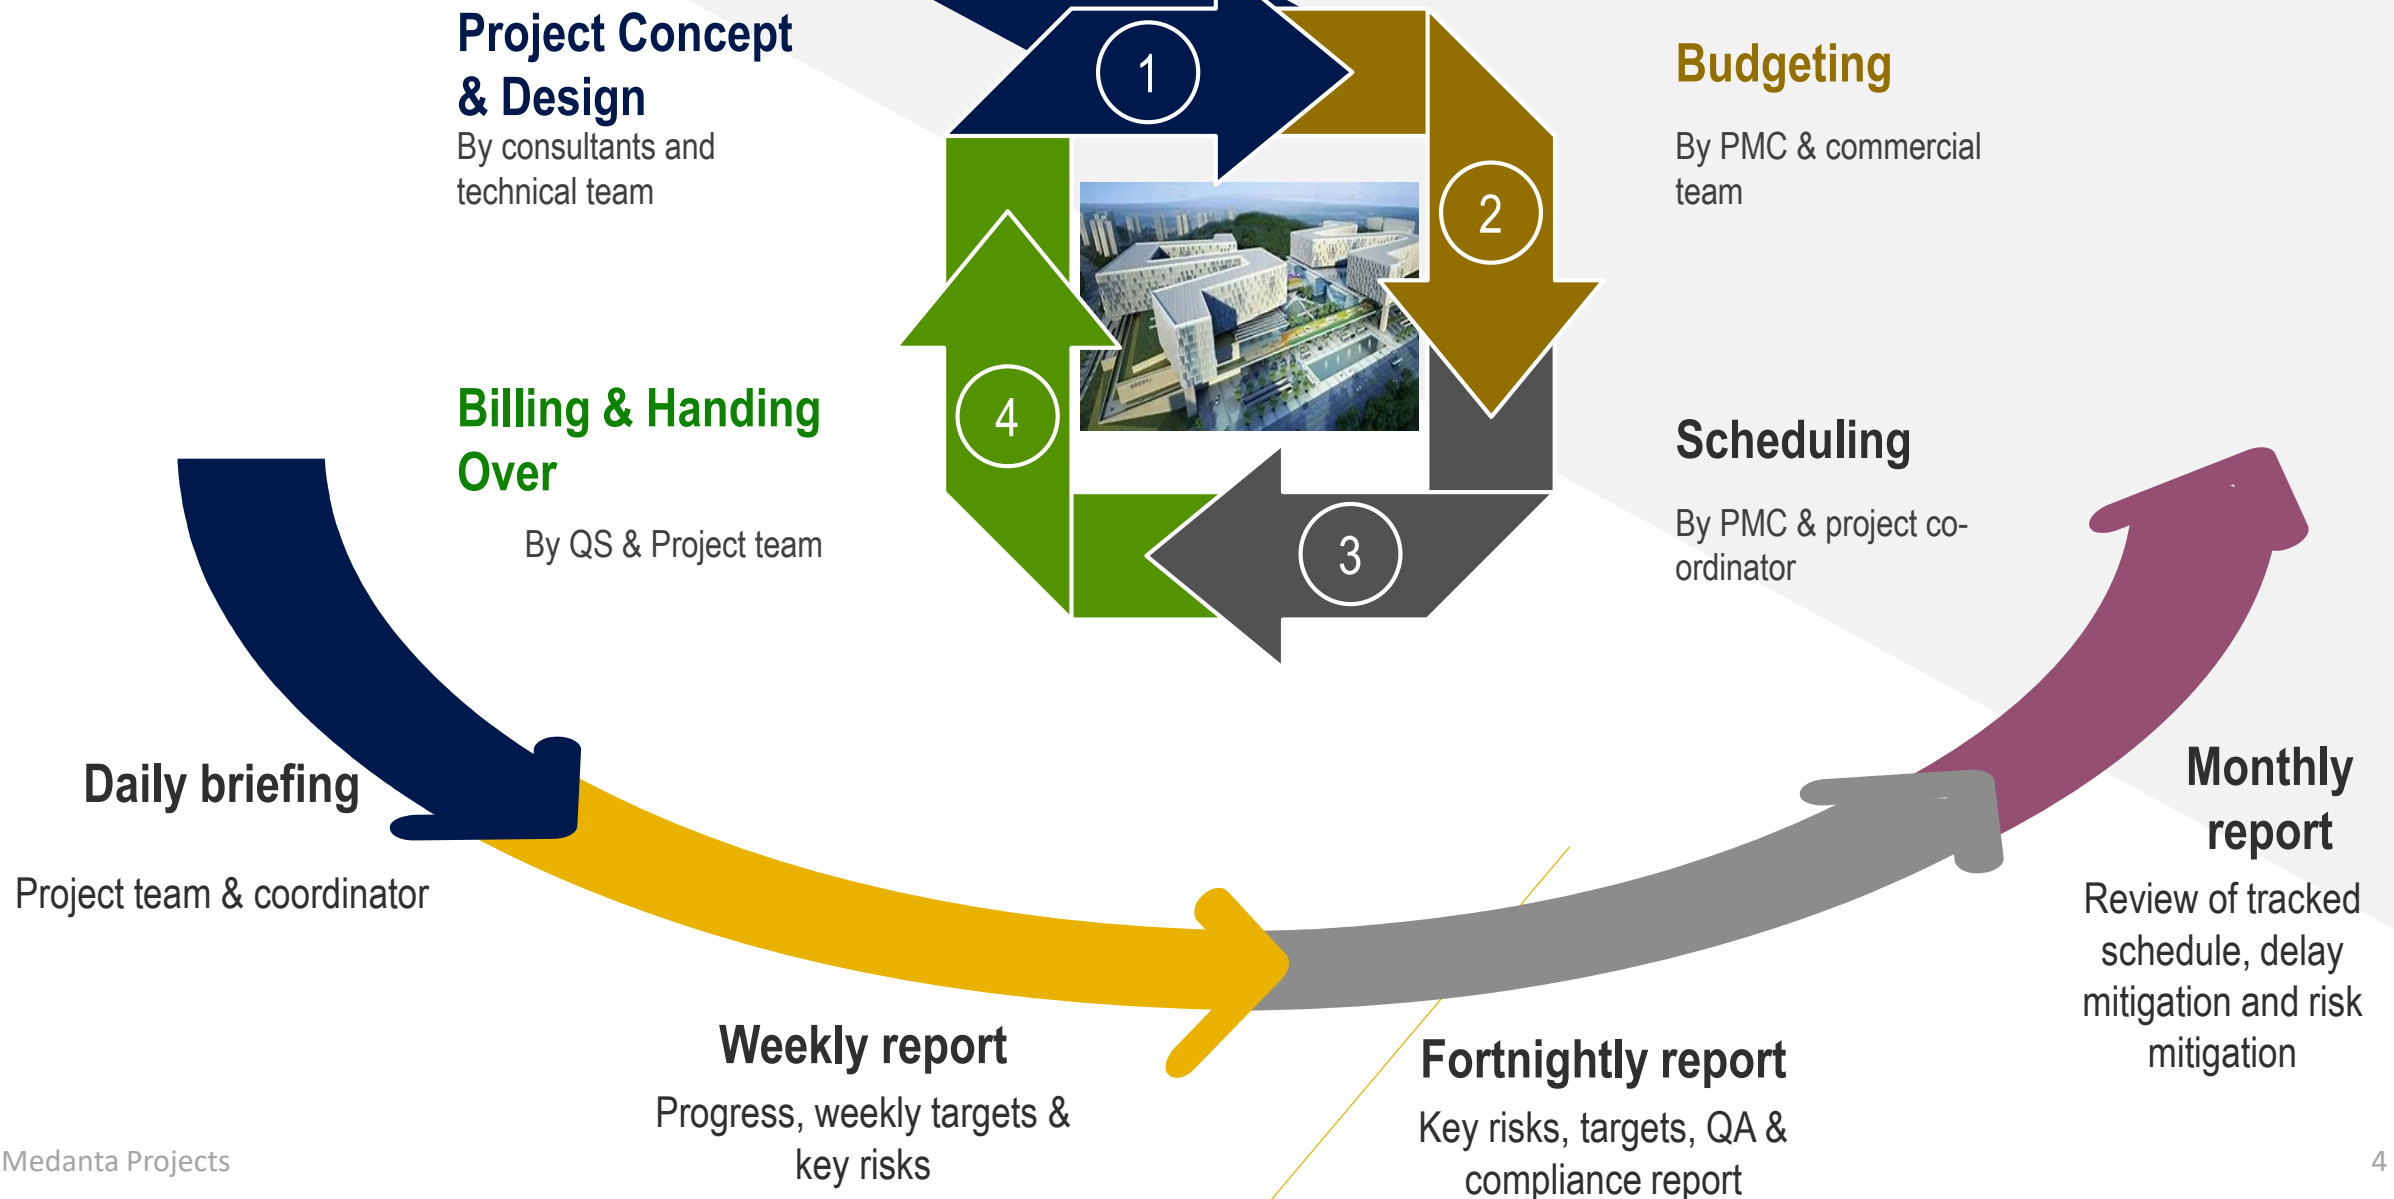 Project Concept
& Design
By consultants and
technical team
1
Budgeting
By PMC & commercial
team
2
Billing & Handing
Over
By QS & Project team
4
Scheduling
By PMC & project co-
ordinator
3
Daily briefing
Project team & coordinator
Weekly report
Progress, weekly targets &
key risks
Fortnightly report
Key risks, targets, QA &
compliance report
Monthly
report
Review of tracked
schedule, delay
mitigation and risk
mitigation
Medanta Projects
4